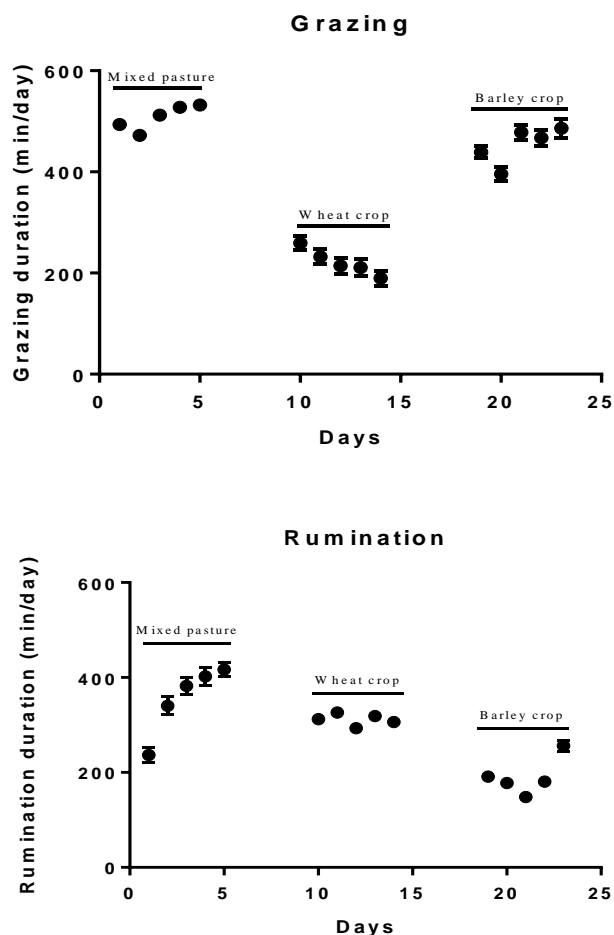 Grazing
Grazing duration (min/day)
600
400
200
0
Mixed pasture
Wheat crop
Barley crop
0 5 10 15 20 25
Days
Rumination
Rumination duration (min/day)
600
400
200
0
Mixed pasture
Wheat crop
Barley crop
0 5 10 15 20 25
Days